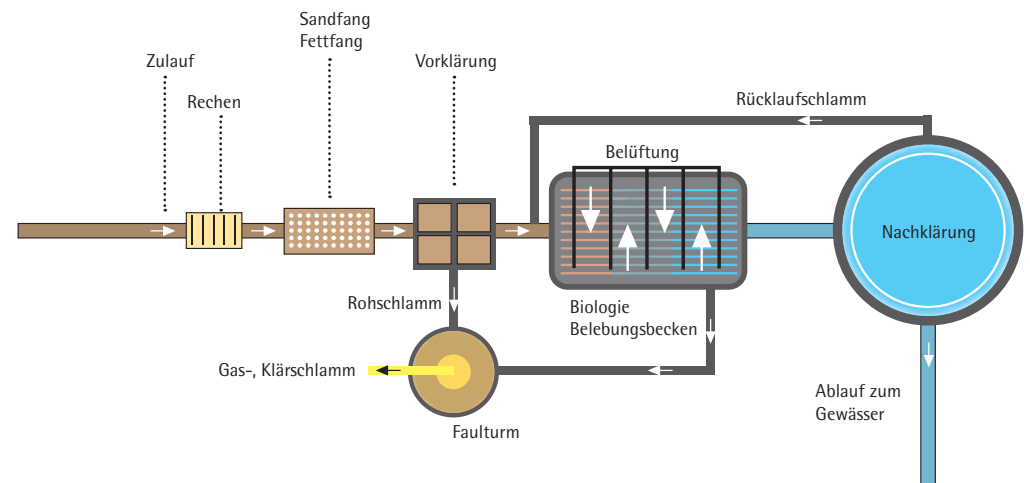 Sandfang
Fettfang
Zulauf
Vorklärung
Rechen
Rücklaufschlamm
Belüftung
Nachklärung
Rohschlamm
Biologie
Belebungsbecken
Gas-, Klärschlamm
Ablauf zum
Gewässer
Faulturm